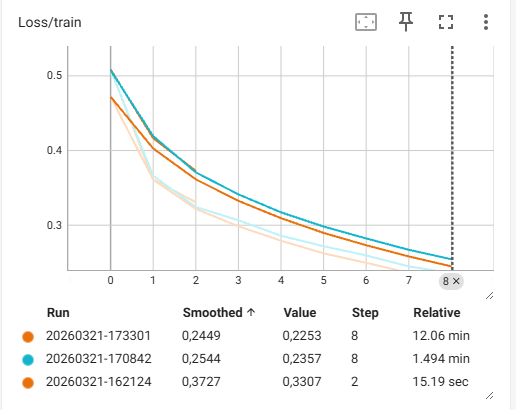 Loss/train
0.5
0.4
0.3
0 1 2 3 4 5 6 7 8 ×
Run Smoothed ↑ Value Step Relative
20260321-173301 0,2449 0,2253 8 12.06 min
20260321-170842 0,2544 0,2357 8 1.494 min
20260321-162124 0,3727 0,3307 2 15.19 sec